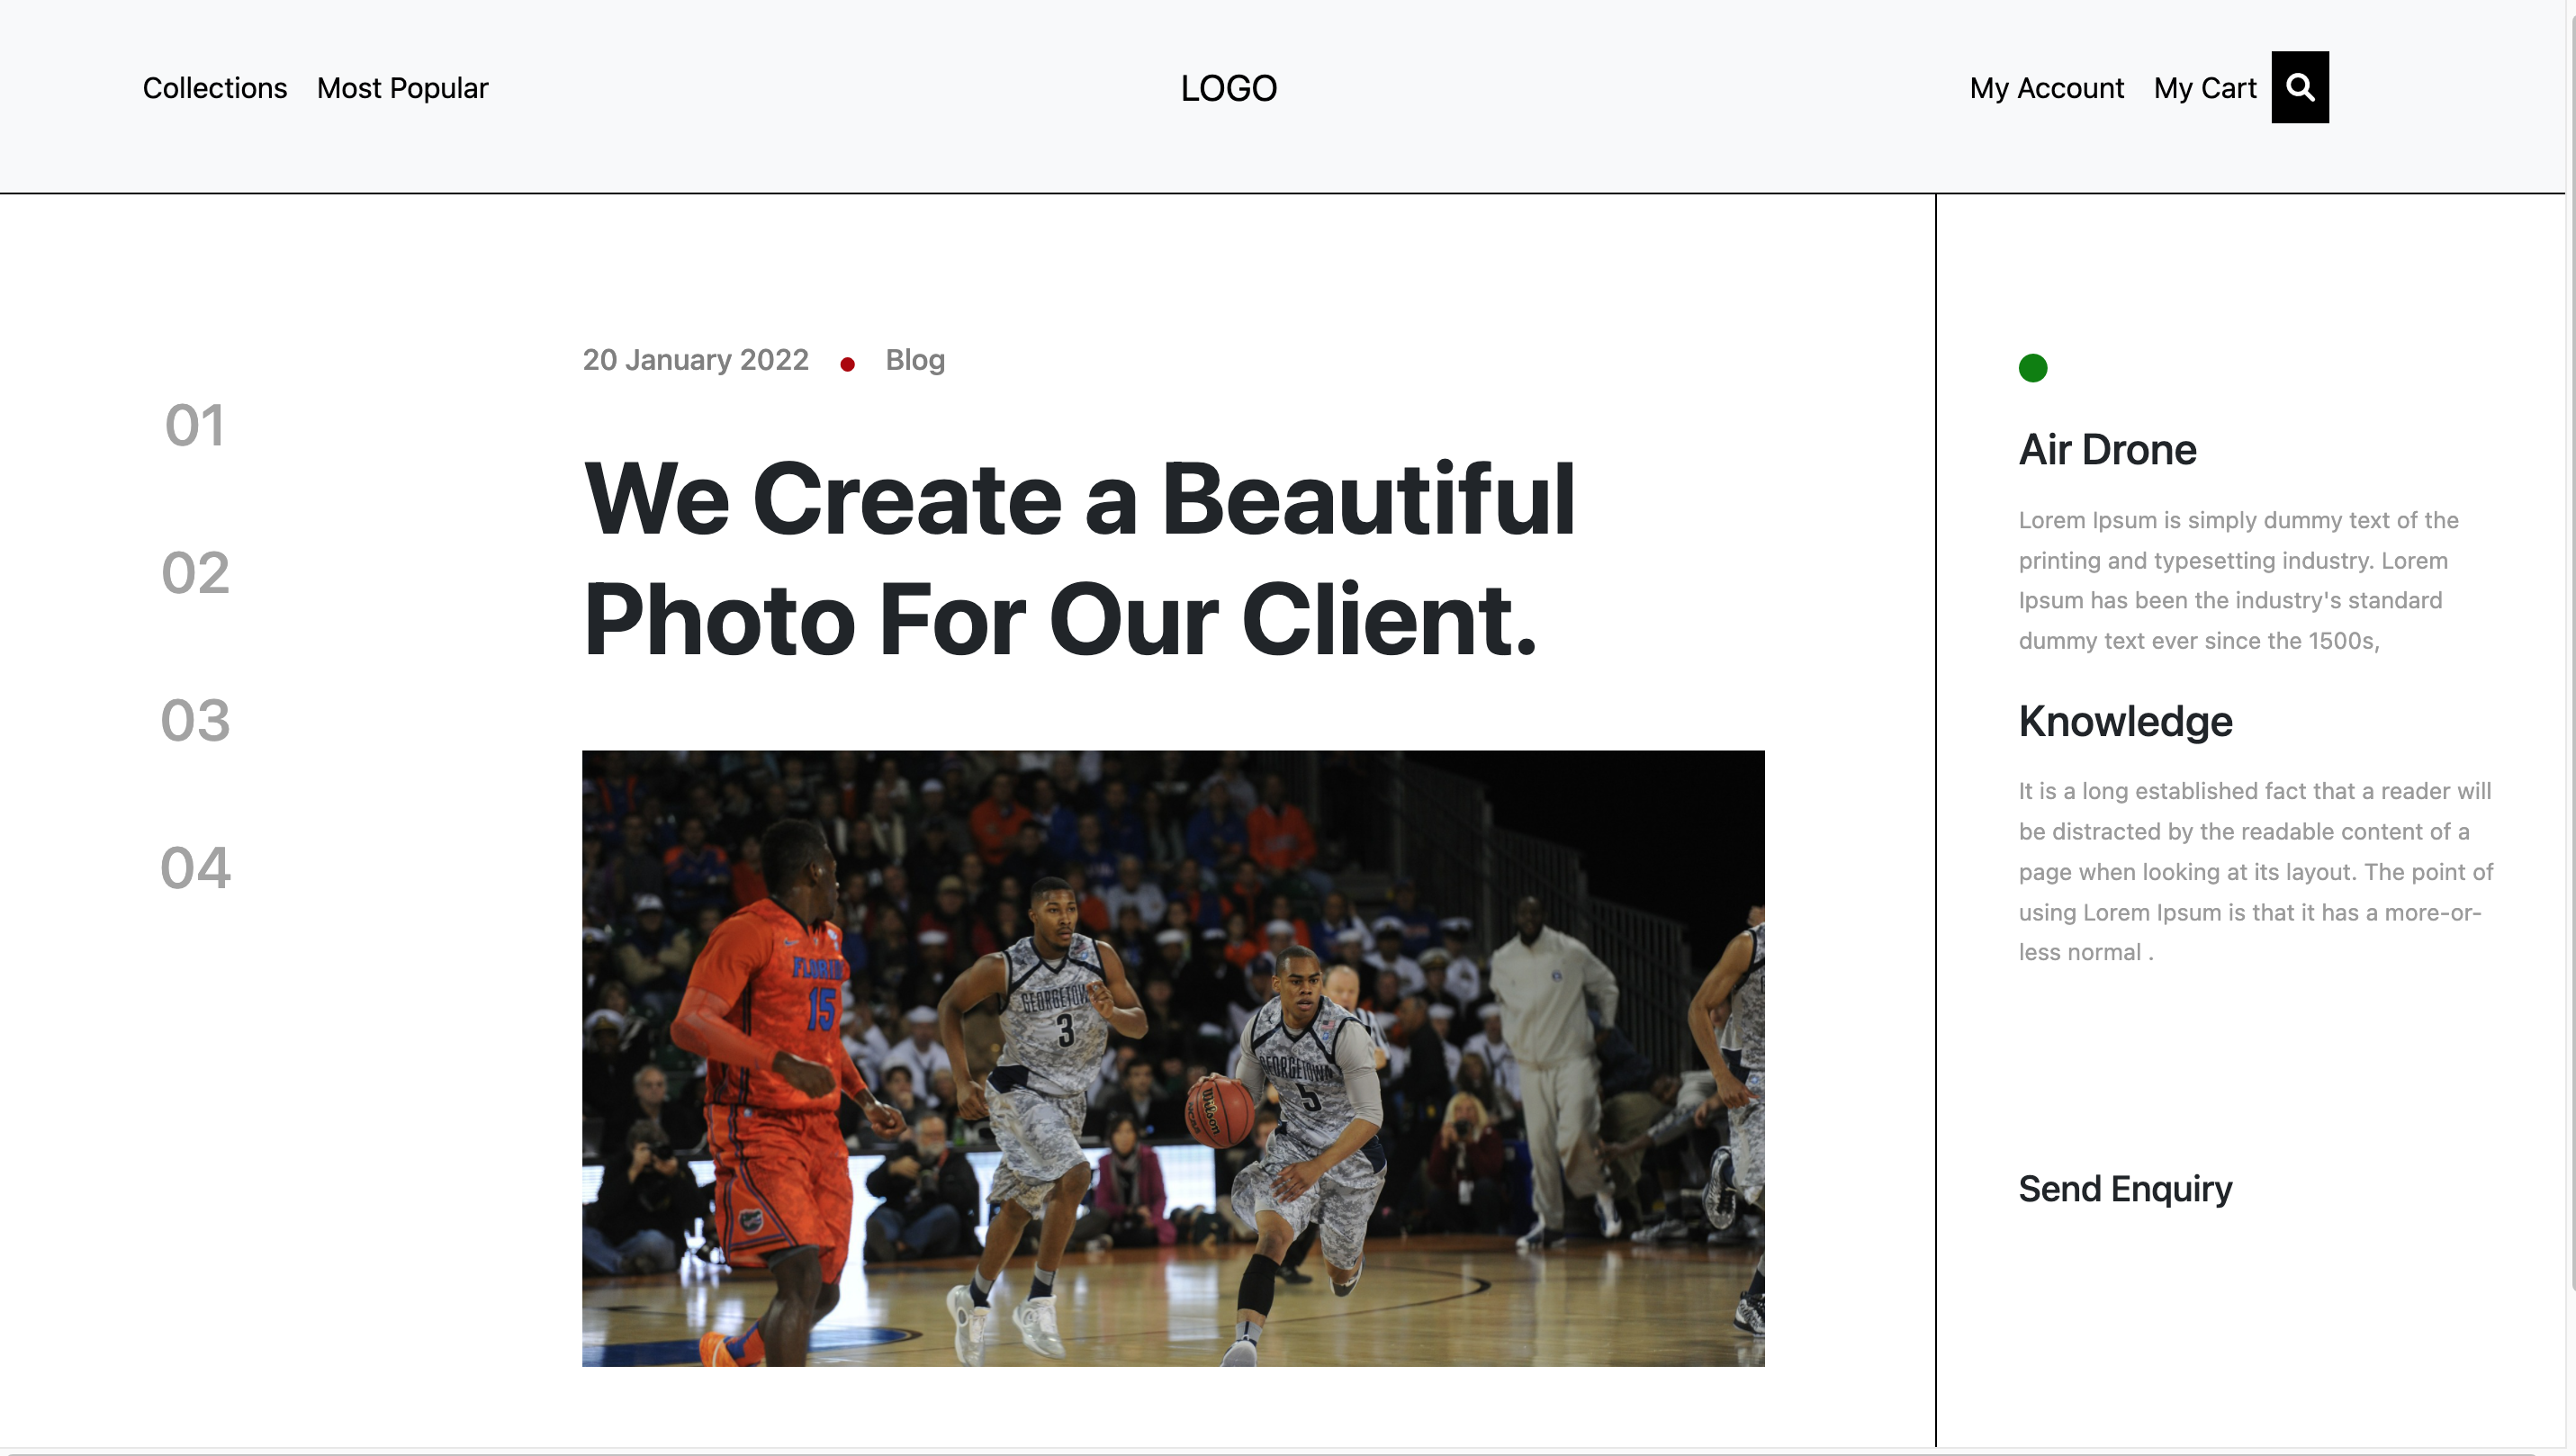 Collections Most Popular LOGO My Account My Cart
20 January 2022 Blog
01
02
03
04
We Create a Beautiful
Photo For Our Client.
FLORID
15
GEORGETOWN
3
GEORGETOWN
5
Wilson
NCAA
Air Drone
Lorem Ipsum is simply dummy text of the
printing and typesetting industry. Lorem
Ipsum has been the industry's standard
dummy text ever since the 1500s,
Knowledge
It is a long established fact that a reader will
be distracted by the readable content of a
page when looking at its layout. The point of
using Lorem Ipsum is that it has a more-or-
less normal .
Send Enquiry